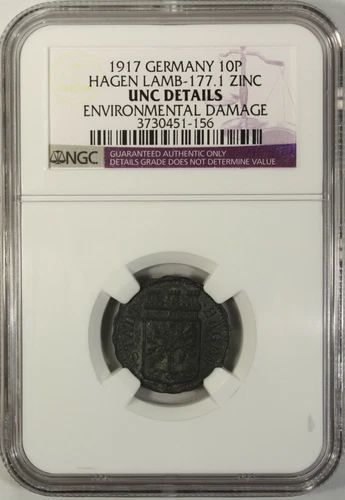 1917 GERMANY 10P
HAGEN LAMB-177.1 ZINC
UNC DETAILS
ENVIRONMENTAL DAMAGE
3730451-156
NGC
GUARANTEED AUTHENTIC ONLY
DETAILS GRADE DOES NOT DETERMINE VALUE